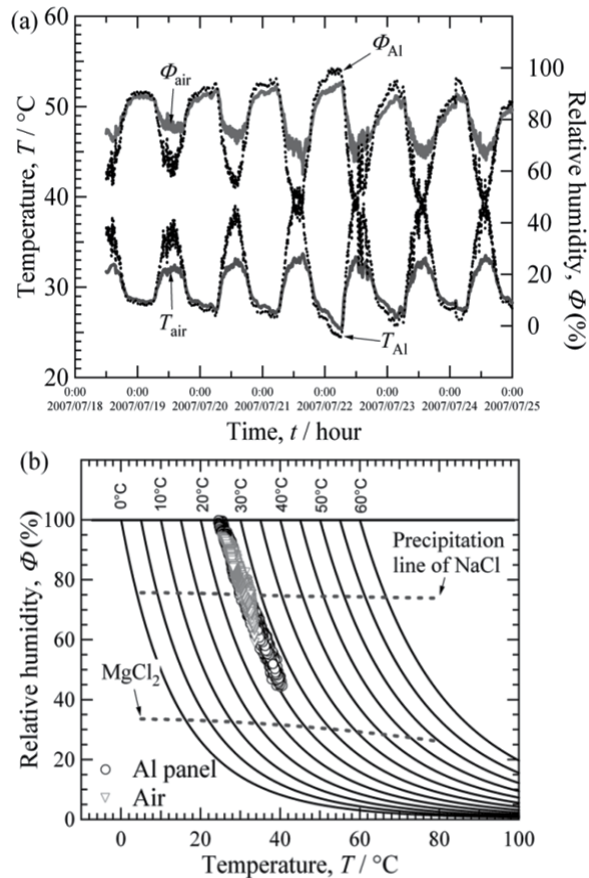 (a)
60
50
40
30
20
Temperature, T / °C
100
80
60
40
20
0
Relative humidity, Φ (%)
Φair
ΦAl
Tair
TAl
0:00 0:00 0:00 0:00 0:00 0:00 0:00 0:00
2007/07/18 2007/07/19 2007/07/20 2007/07/21 2007/07/22 2007/07/23 2007/07/24 2007/07/25
Time, t / hour
(b)
0°C 10°C 20°C 30°C 40°C 50°C 60°C
100
80
60
40
20
0
Relative humidity, Φ (%)
Precipitation
line of NaCl
MgCl2
Al panel
Air
0 20 40 60 80 100
Temperature, T / °C